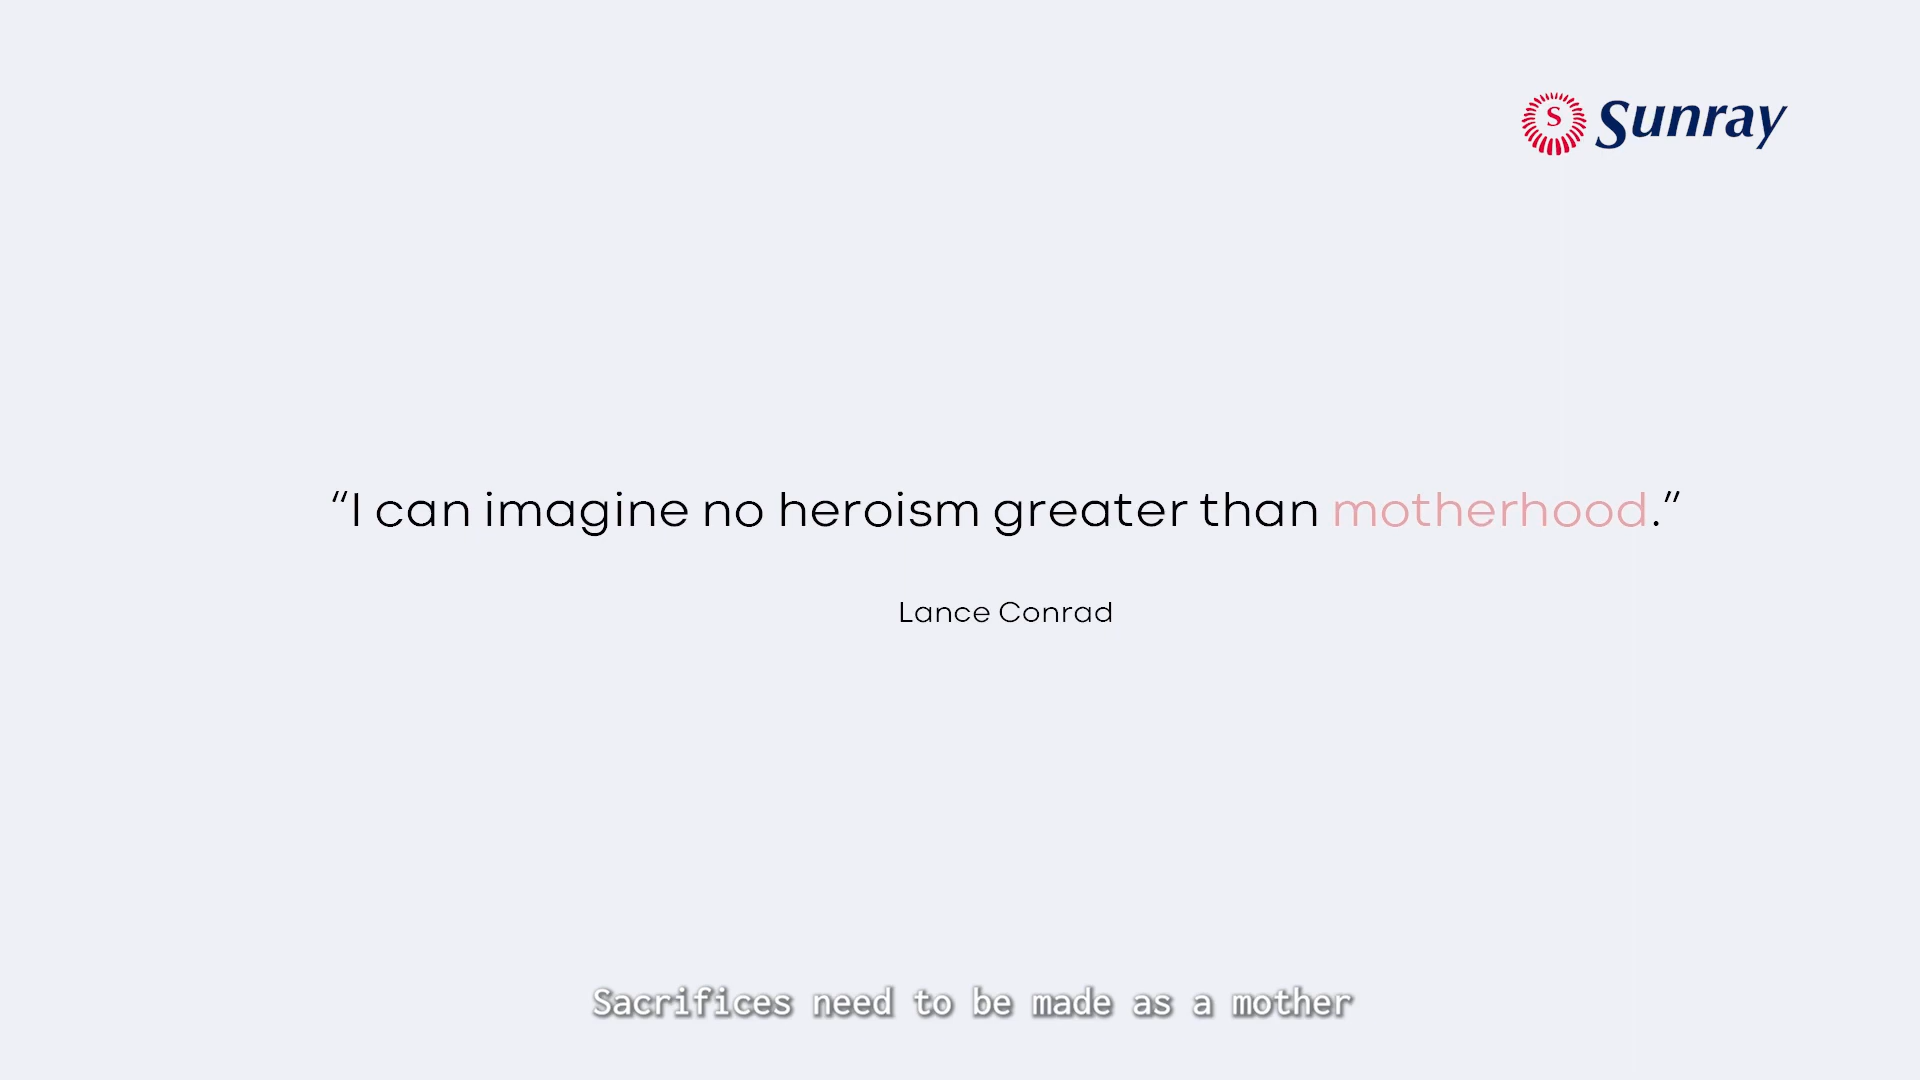 S Sunray
“I can imagine no heroism greater than motherhood.”
Lance Conrad
Sacrifices need to be made as a mother